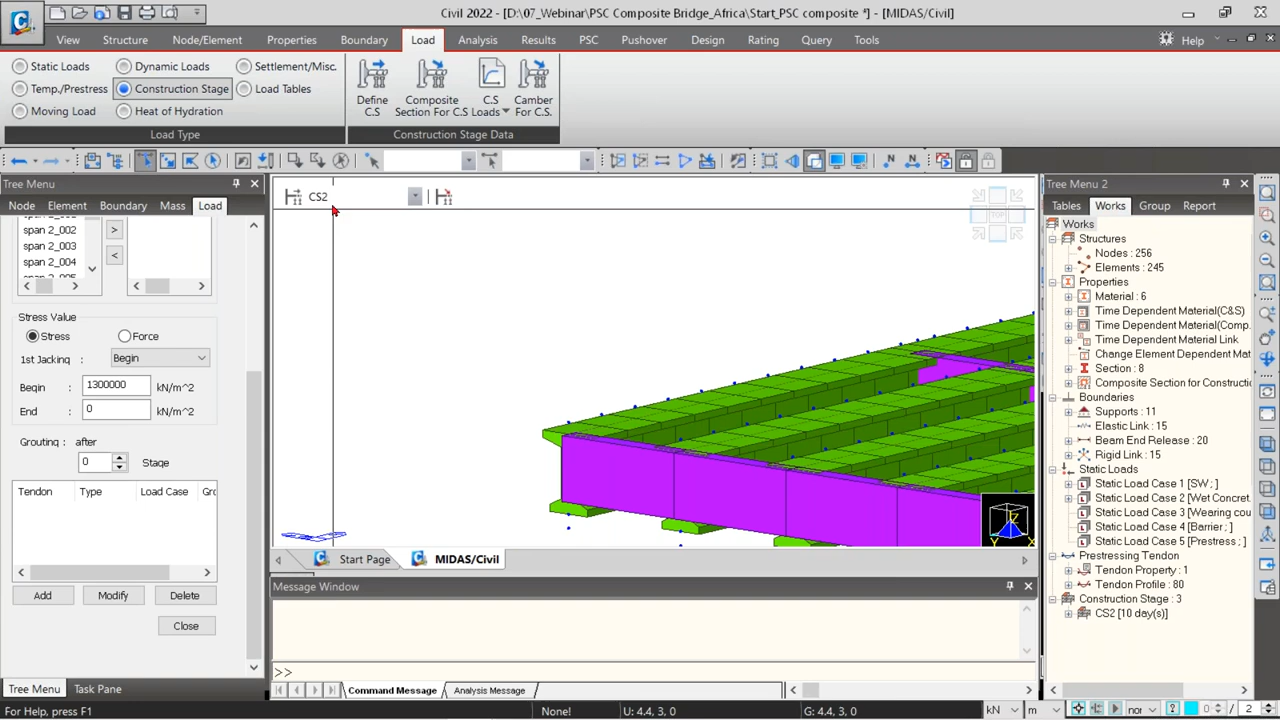 Civil 2022 - [D:\07_Webinar\PSC Composite Bridge_Africa\Start_PSC composite *] - [MIDAS/Civil]
View Structure Node/Element Properties Boundary Load Analysis Results PSC Pushover Design Rating Query Tools Help
Static Loads Dynamic Loads Settlement/Misc.
Temp./Prestress Construction Stage Load Tables
Moving Load Heat of Hydration
Load Type
Define C.S
Composite Section For C.S
C.S Loads
Camber For C.S.
Construction Stage Data
Tree Menu
Node Element Boundary Mass Load
span 2_002
span 2_003
span 2_004
>
<
Stress Value
Stress Force
1st Jacking : Begin
Begin : 1300000 kN/m^2
End : 0 kN/m^2
Grouting : after
0 Stage
Tendon Type Load Case
Add Modify Delete
Close
Tree Menu Task Pane
CS2
TOP
Start Page MIDAS/Civil
Message Window
>>
Command Message Analysis Message
Tree Menu 2
Tables Works Group Report
Works
Structures
Nodes : 256
Elements : 245
Properties
Material : 6
Time Dependent Material(C&S)
Time Dependent Material(Comp.
Time Dependent Material Link
Change Element Dependent Mat
Section : 8
Composite Section for Constructi
Boundaries
Supports : 11
Elastic Link : 15
Beam End Release : 20
Rigid Link : 15
Static Loads
Static Load Case 1 [SW ; ]
Static Load Case 2 [Wet Concret
Static Load Case 3 [Wearing cou
Static Load Case 4 [Barrier ; ]
Static Load Case 5 [Prestress ; ]
Prestressing Tendon
Tendon Property : 1
Tendon Profile : 80
Construction Stage : 3
CS2 [10 day(s)]
For Help, press F1 None! U: 4.4, 3, 0 G: 4.4, 3, 0 kN m nor 0 / 2